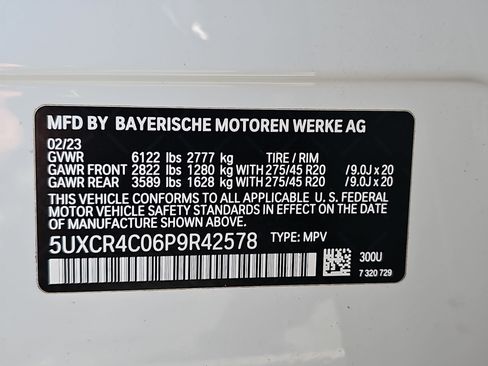 MFD BY BAYERISCHE MOTOREN WERKE AG
02/23
GVWR 6122 lbs 2777 kg TIRE / RIM
GAWR FRONT 2822 lbs 1280 kg WITH 275/45 R20 / 9.0J x 20
GAWR REAR 3589 lbs 1628 kg WITH 275/45 R20 / 9.0J x 20
THIS VEHICLE CONFORMS TO ALL APPLICABLE U. S. FEDERAL
MOTOR VEHICLE SAFETY STANDARDS IN EFFECT ON THE
DATE OF MANUFACTURE SHOWN ABOVE.
5UXCR4C06P9R42578 TYPE: MPV
300U
7 320 729